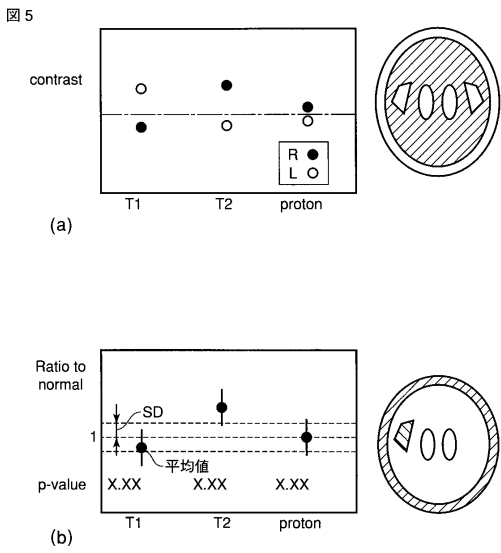 図5
contrast
R ●
L ○
T1 T2 proton
(a)
Ratio to
normal
SD
1
平均値
p-value X.XX X.XX X.XX
T1 T2 proton
(b)